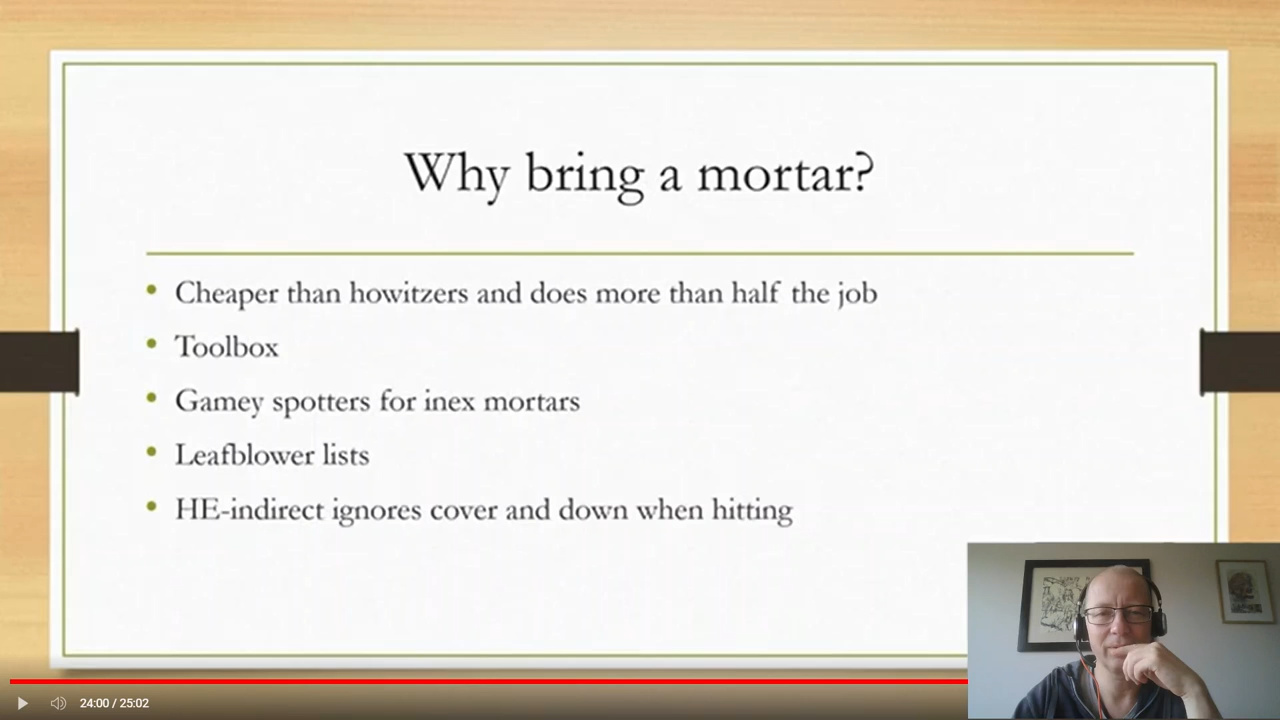 Why bring a mortar?
• Cheaper than howitzers and does more than half the job
• Toolbox
• Gamey spotters for inex mortars
• Leafblower lists
• HE-indirect ignores cover and down when hitting
24:00 / 25:02